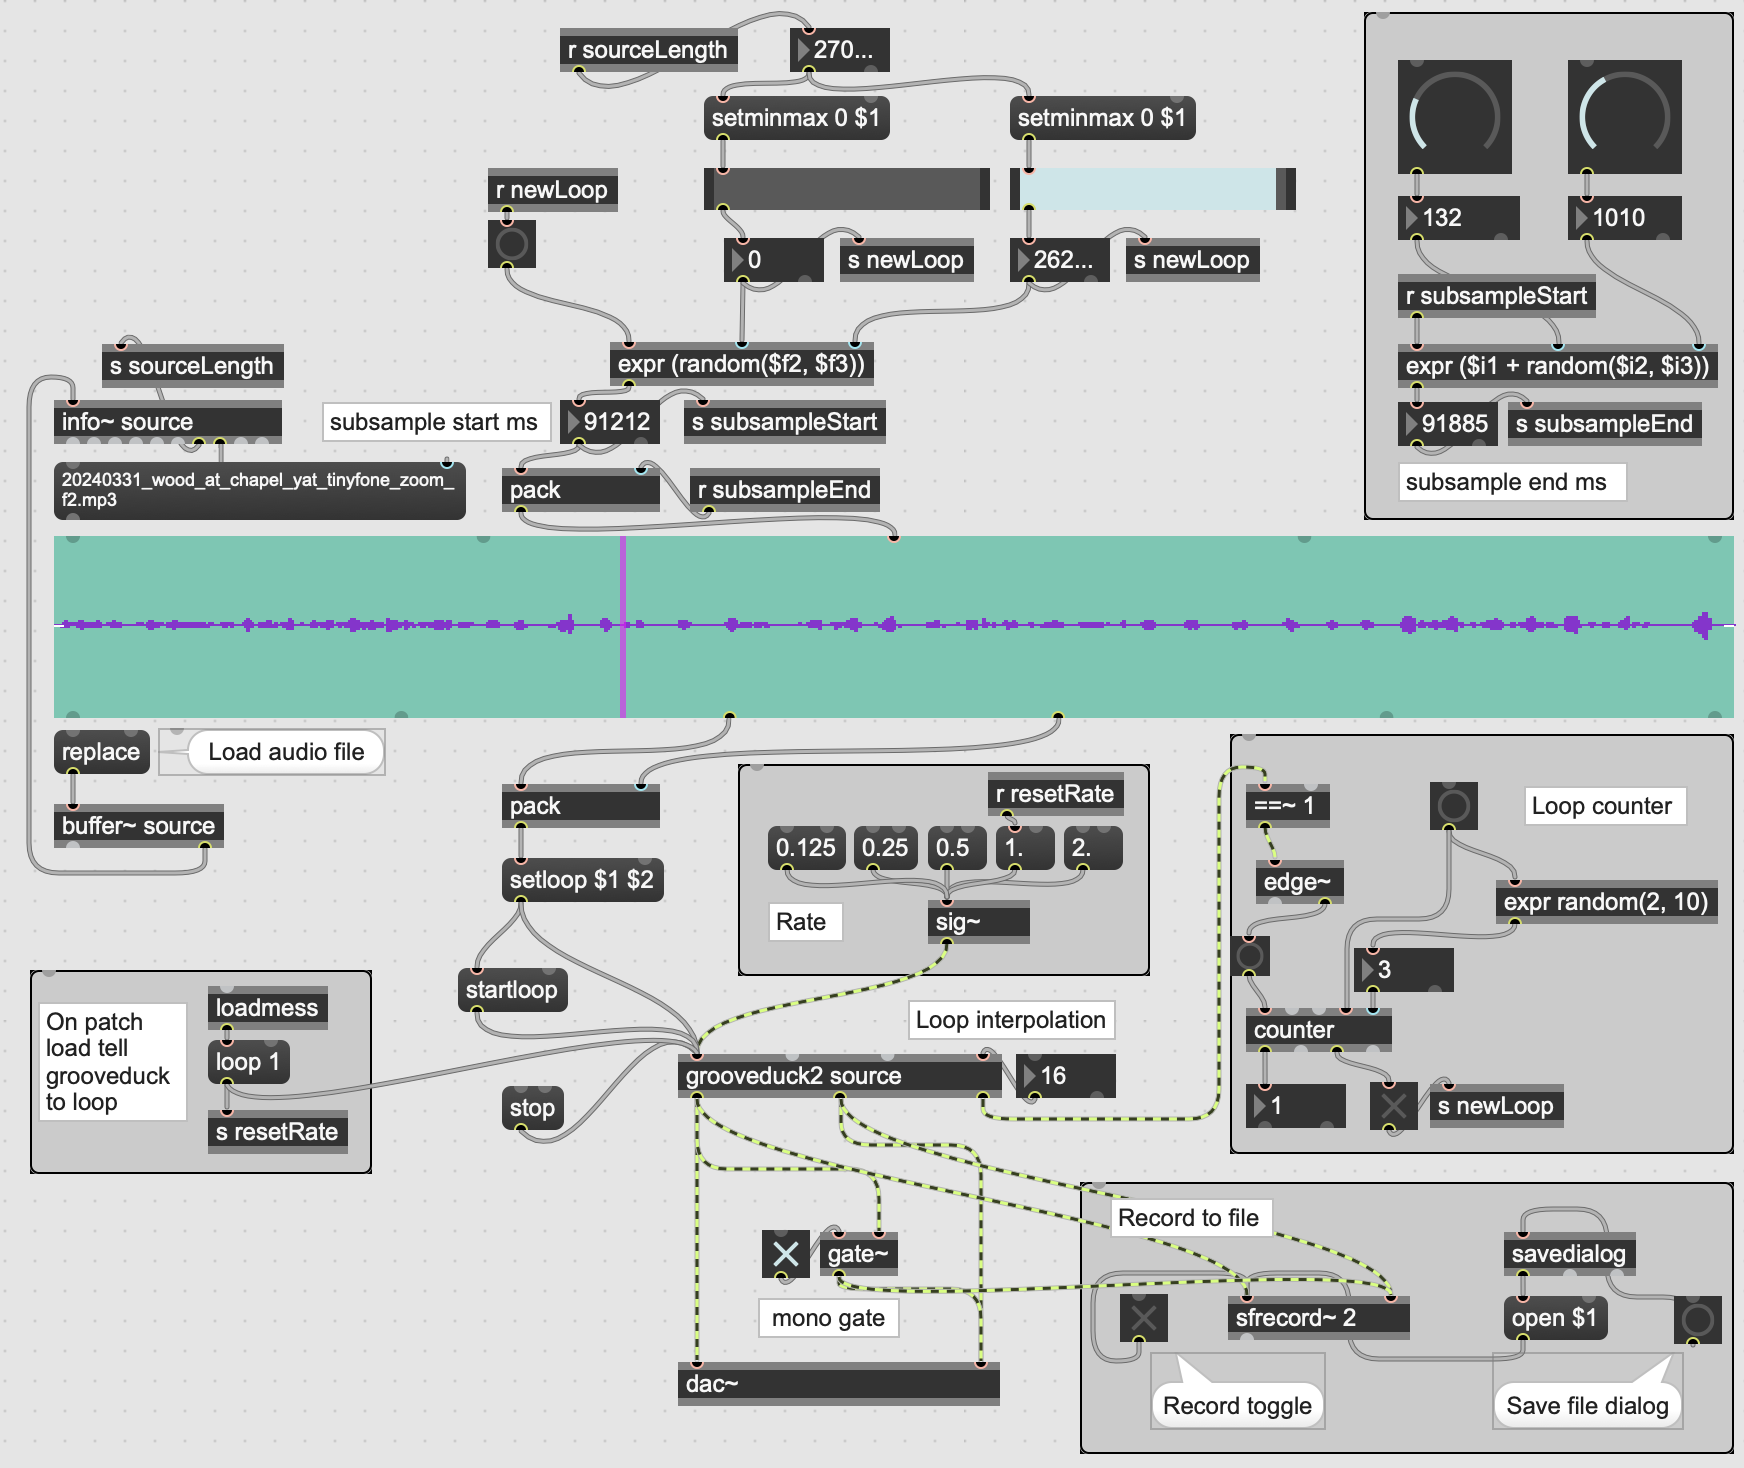 r sourceLength
270...
setminmax 0 $1
setminmax 0 $1
r newLoop
0
s newLoop
262...
s newLoop
132
1010
r subsampleStart
expr ($i1 + random($i2, $i3))
91885
s subsampleEnd
subsample end ms
s sourceLength
info~ source
20240331_wood_at_chapel_yat_tinyfone_zoom_
f2.mp3
expr (random($f2, $f3))
subsample start ms
91212
s subsampleStart
pack
r subsampleEnd
replace
Load audio file
buffer~ source
pack
setloop $1 $2
startloop
stop
r resetRate
0.125
0.25
0.5
1.
2.
Rate
sig~
==~ 1
Loop counter
edge~
expr random(2, 10)
3
counter
1
s newLoop
On patch
load tell
grooveduck
to loop
loadmess
loop 1
s resetRate
Loop interpolation
grooveduck2 source
16
gate~
mono gate
dac~
Record to file
savedialog
sfrecord~ 2
open $1
Record toggle
Save file dialog